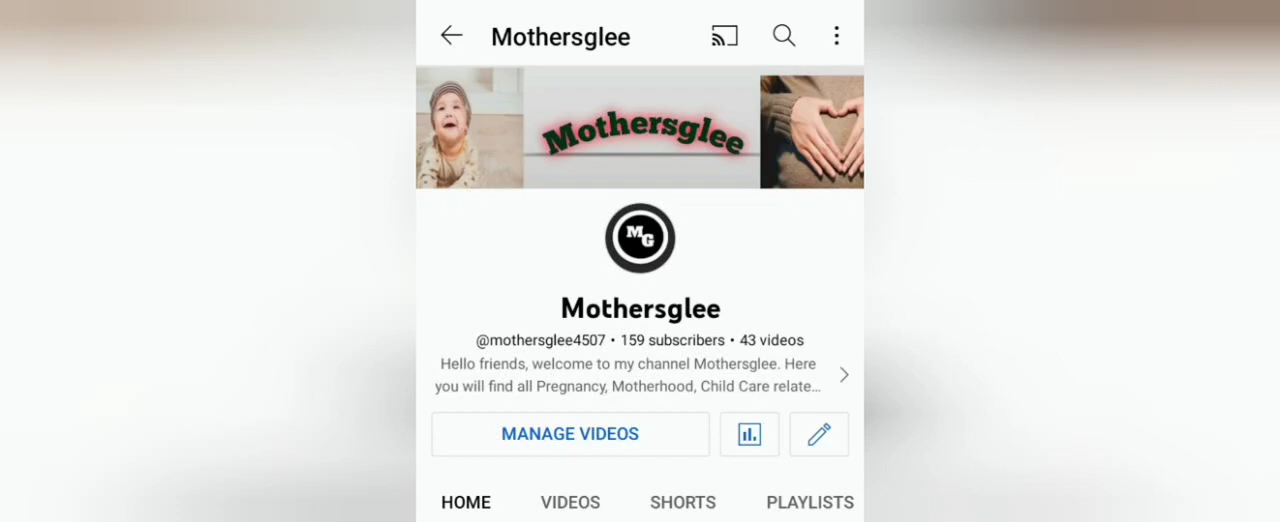 Mothersglee
Mothersglee
MG
Mothersglee
@mothersglee4507 • 159 subscribers • 43 videos
Hello friends, welcome to my channel Mothersglee. Here
you will find all Pregnancy, Motherhood, Child Care relate...
MANAGE VIDEOS
HOME VIDEOS SHORTS PLAYLISTS